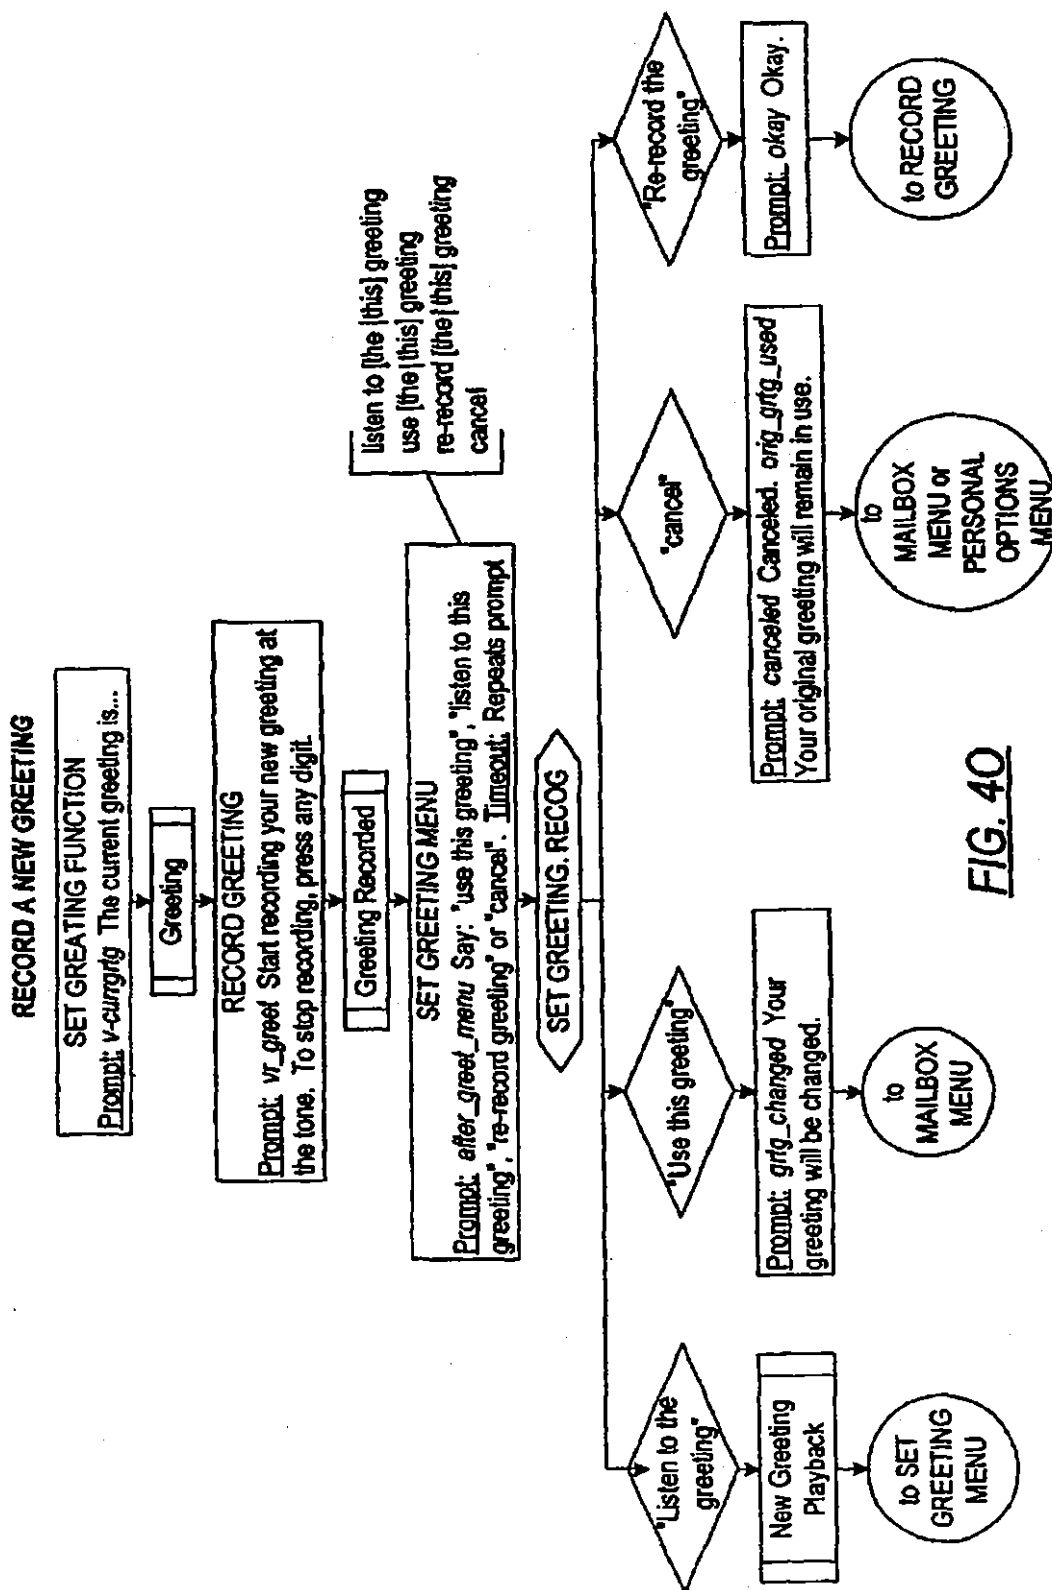 RECORD A NEW GREETING
SET GREATING FUNCTION
Prompt: v-currgrtg The current greeting is...
Greeting
RECORD GREETING
Prompt: vr_greet Start recording your new greeting at
the tone. To stop recording, press any digit.
Greeting Recorded
SET GREETING MENU
Prompt: after_greet_menu Say: "use this greeting", "listen to this
greeting", "re-record greeting" or "cancel". Timeout: Repeats prompt
listen to [the|this] greeting
use [the|this] greeting
re-record [the|this] greeting
cancel
SET GREETING. RECOG
"Listen to the
greeting"
New Greeting
Playback
to SET
GREETING
MENU
"Use this greeting"
Prompt: grtg_changed Your
greeting will be changed.
to
MAILBOX
MENU
"cancel"
Prompt: canceled Canceled. orig_grtg_used
Your original greeting will remain in use.
to
MAILBOX
MENU or
PERSONAL
OPTIONS
MENU
"Re-record the
greeting"
Prompt: okay Okay.
to RECORD
GREETING
FIG. 40